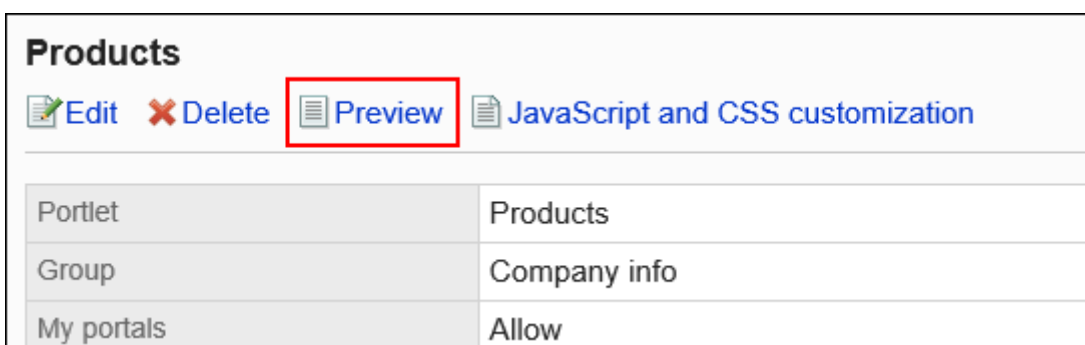 Products
Edit Delete Preview JavaScript and CSS customization
Portlet Products
Group Company info
My portals Allow